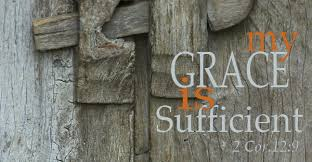 my
GRACE
is
Sufficient
2 Cor.12:9